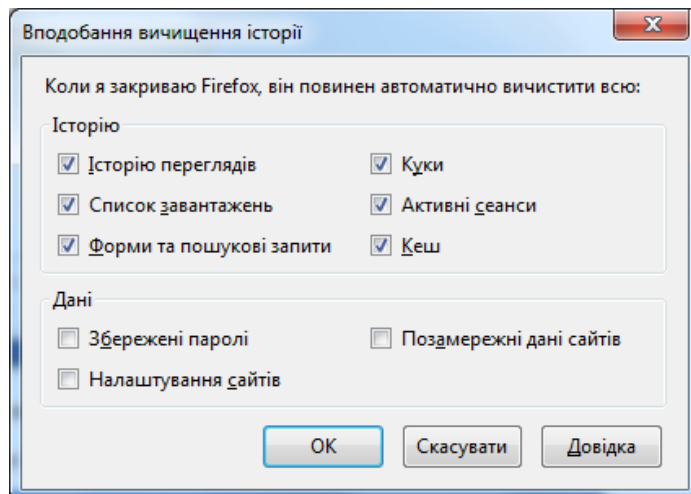 Вподобання вичищення історії
Коли я закриваю Firefox, він повинен автоматично вичистити всю:
Історію
Історію переглядів
Куки
Список завантажень
Активні сеанси
Форми та пошукові запити
Кеш
Дані
Збережені паролі
Позамережні дані сайтів
Налаштування сайтів
OK
Скасувати
Довідка